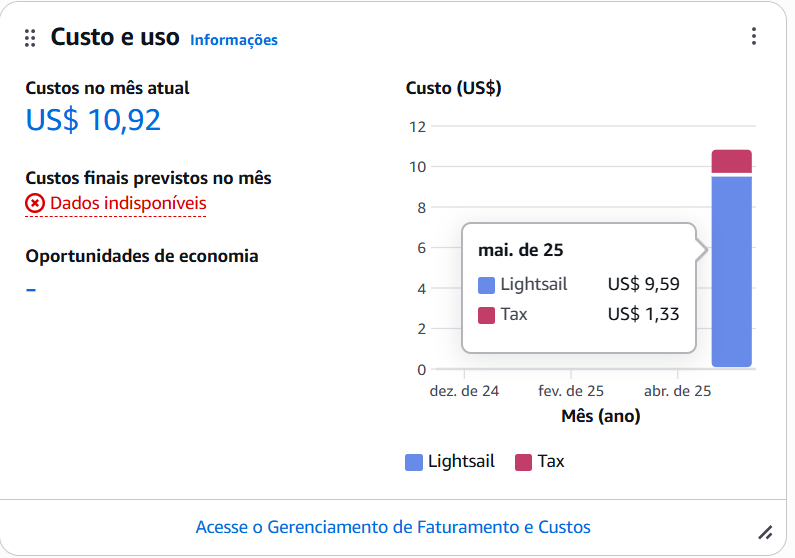 Custo e uso Informações
Custos no mês atual
US$ 10,92
Custos finais previstos no mês
Dados indisponíveis
Oportunidades de economia
–
Custo (US$)
12
10
8
6
4
2
0
mai. de 25
Lightsail US$ 9,59
Tax US$ 1,33
dez. de 24 fev. de 25 abr. de 25
Mês (ano)
Lightsail Tax
Acesse o Gerenciamento de Faturamento e Custos